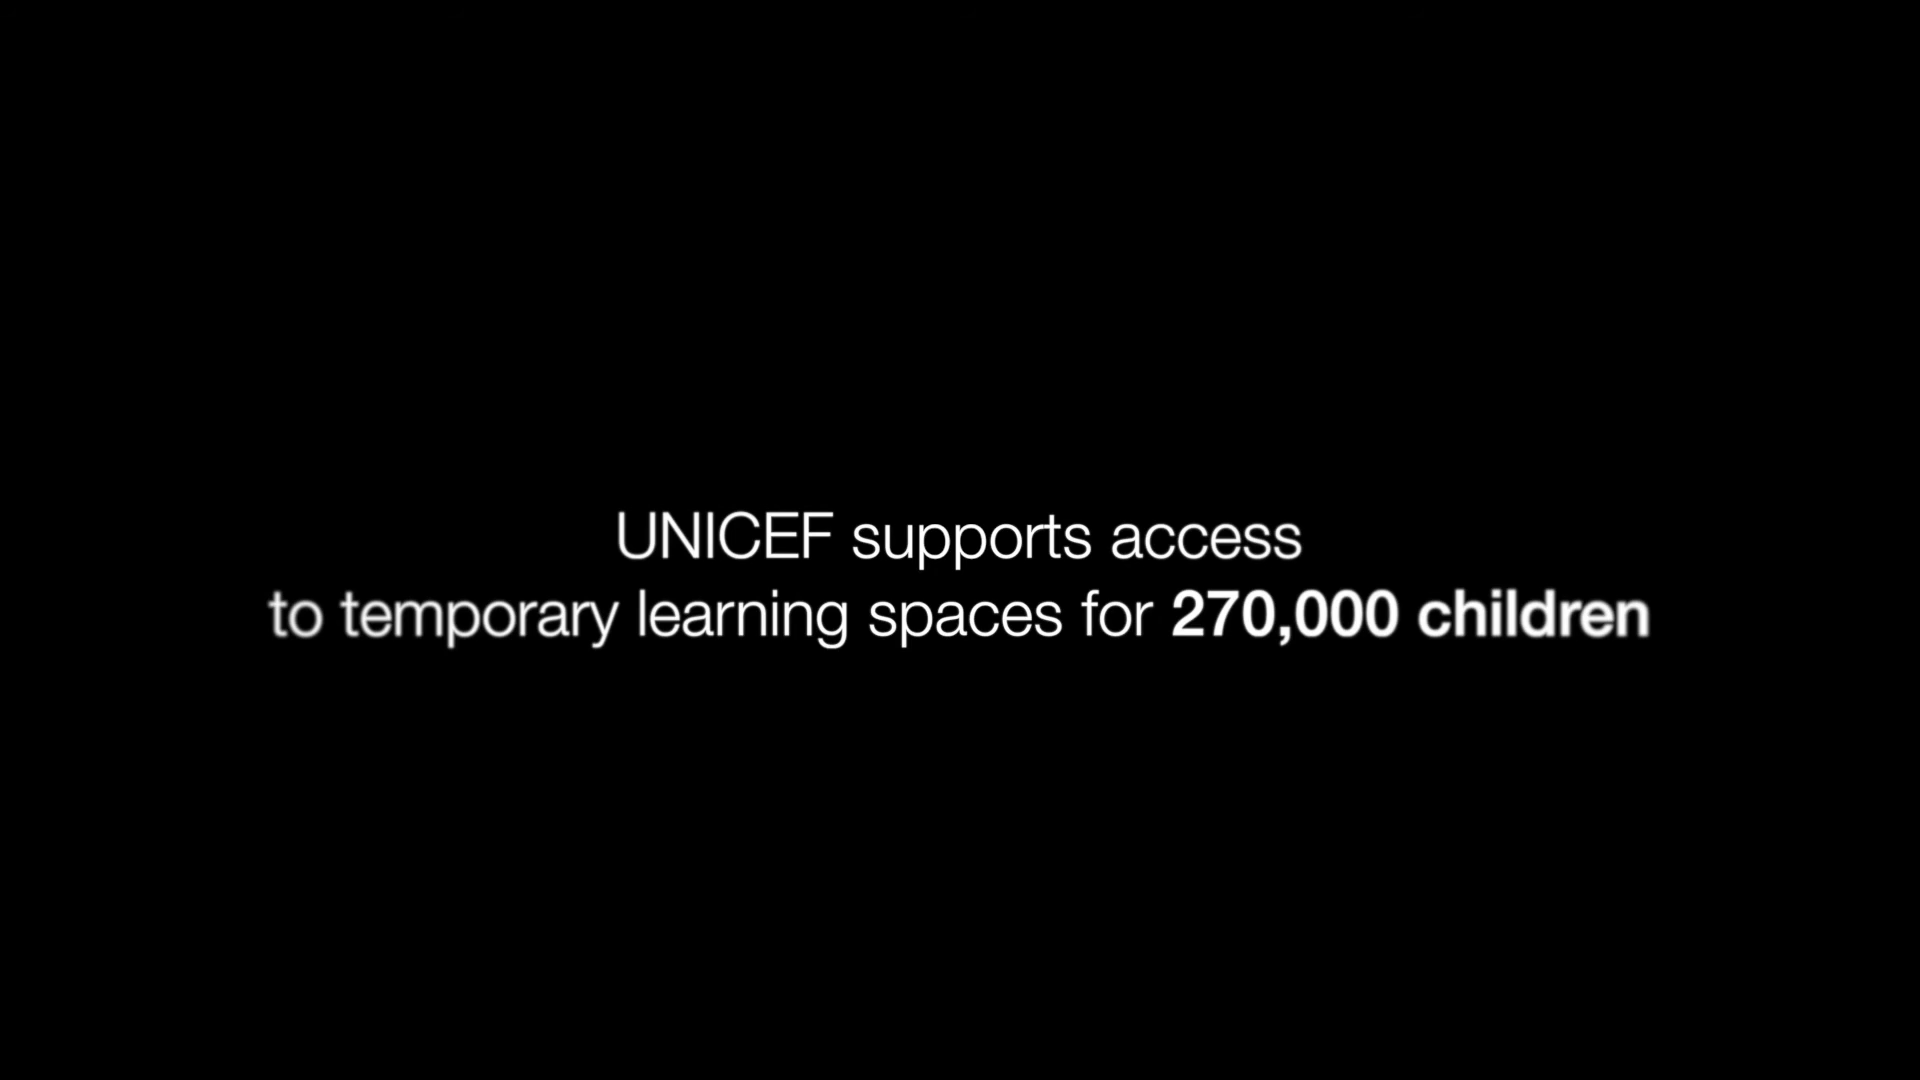 UNICEF supports access
to temporary learning spaces for 270,000 children